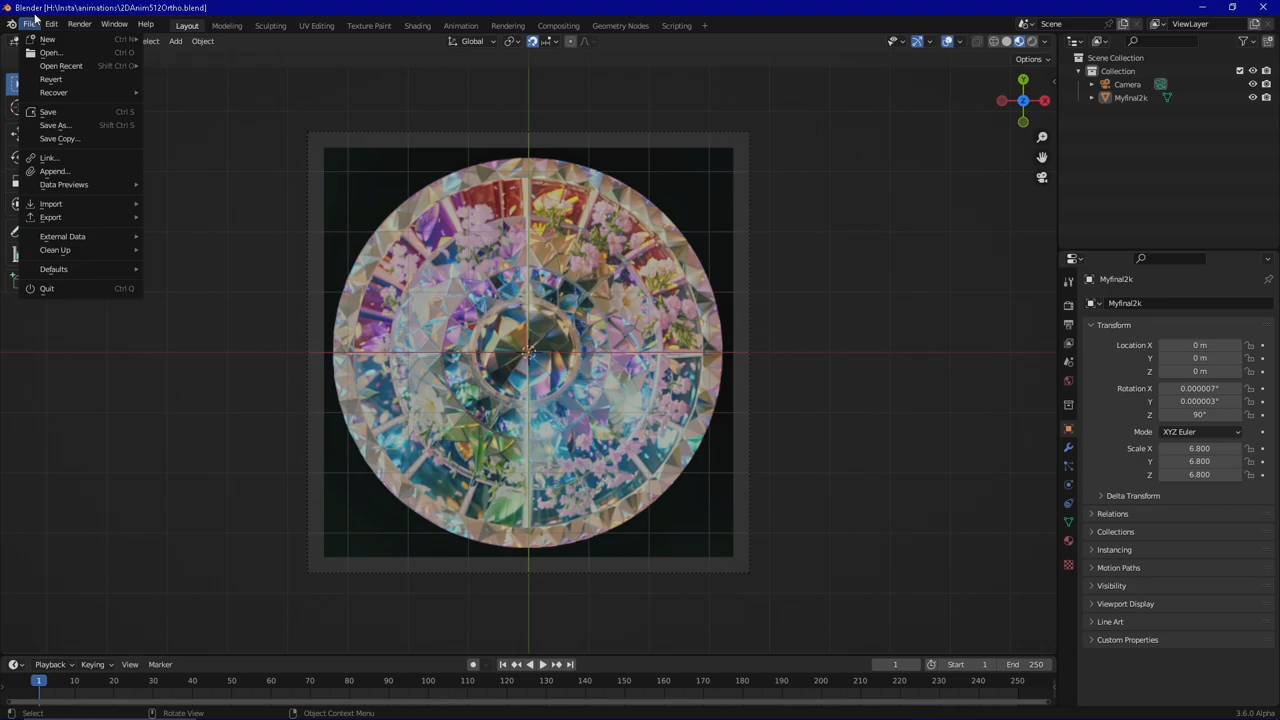 Blender [H:\Insta\animations\2DAnim512Ortho.blend]
File Edit Render Window Help
Layout Modeling Sculpting UV Editing Texture Paint Shading Animation Rendering Compositing Geometry Nodes Scripting +
Scene
ViewLayer
Select Add Object
Global
Options
New Ctrl N
Open... Ctrl O
Open Recent Shift Ctrl O
Revert
Recover
Save Ctrl S
Save As... Shift Ctrl S
Save Copy...
Link...
Append...
Data Previews
Import
Export
External Data
Clean Up
Defaults
Quit Ctrl Q
Y
X
Z
Scene Collection
Collection
Camera
Myfinal2k
Myfinal2k
Myfinal2k
Transform
Location X 0 m
Y 0 m
Z 0 m
Rotation X 0.000007°
Y 0.000003°
Z 90°
Mode XYZ Euler
Scale X 6.800
Y 6.800
Z 6.800
Delta Transform
Relations
Collections
Instancing
Motion Paths
Visibility
Viewport Display
Line Art
Custom Properties
Playback Keying View Marker
1 Start 1 End 250
1 10 20 30 40 50 60 70 80 90 100 110 120 130 140 150 160 170 180 190 200 210 220 230 240 250
Select Rotate View Object Context Menu 3.6.0 Alpha